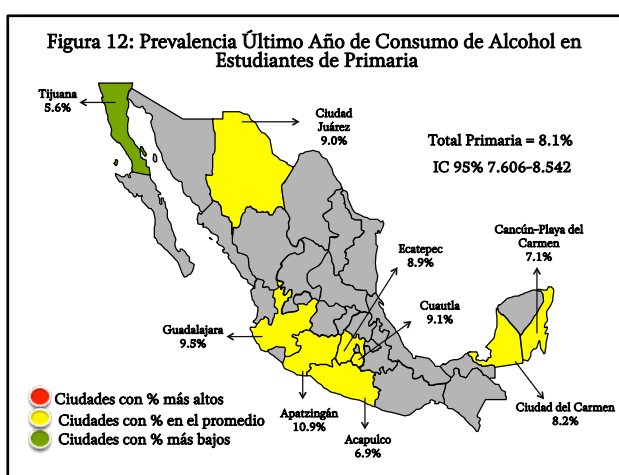 Figura 12: Prevalencia Último Año de Consumo de Alcohol en
Estudiantes de Primaria
Tijuana
5.6%
Ciudad
Juárez
9.0%
Total Primaria = 8.1%
IC 95% 7.606-8.542
Ecatepec
8.9%
Cancún-Playa del
Carmen
7.1%
Cuautla
9.1%
Guadalajara
9.5%
Ciudades con % más altos
Ciudades con % en el promedio
Ciudades con % más bajos
Apatzingán
10.9%
Acapulco
6.9%
Ciudad del Carmen
8.2%